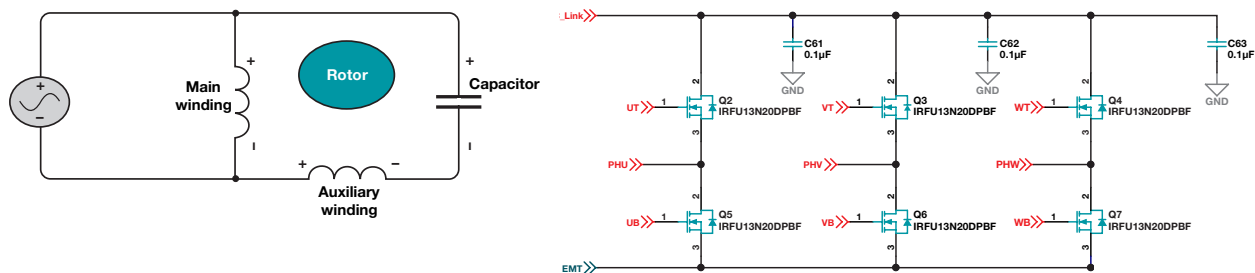 +
−
Main
winding
+
I
Rotor
+
Capacitor
I
+
−
Auxiliary
winding
_Link
C61
0.1µF
GND
C62
0.1µF
GND
C63
0.1µF
GND
2
UT
1
Q2
IRFU13N20DPBF
3
2
VT
1
Q3
IRFU13N20DPBF
3
2
WT
1
Q4
IRFU13N20DPBF
3
PHU
PHV
PHW
2
UB
1
Q5
IRFU13N20DPBF
3
2
VB
1
Q6
IRFU13N20DPBF
3
2
WB
1
Q7
IRFU13N20DPBF
3
EMT